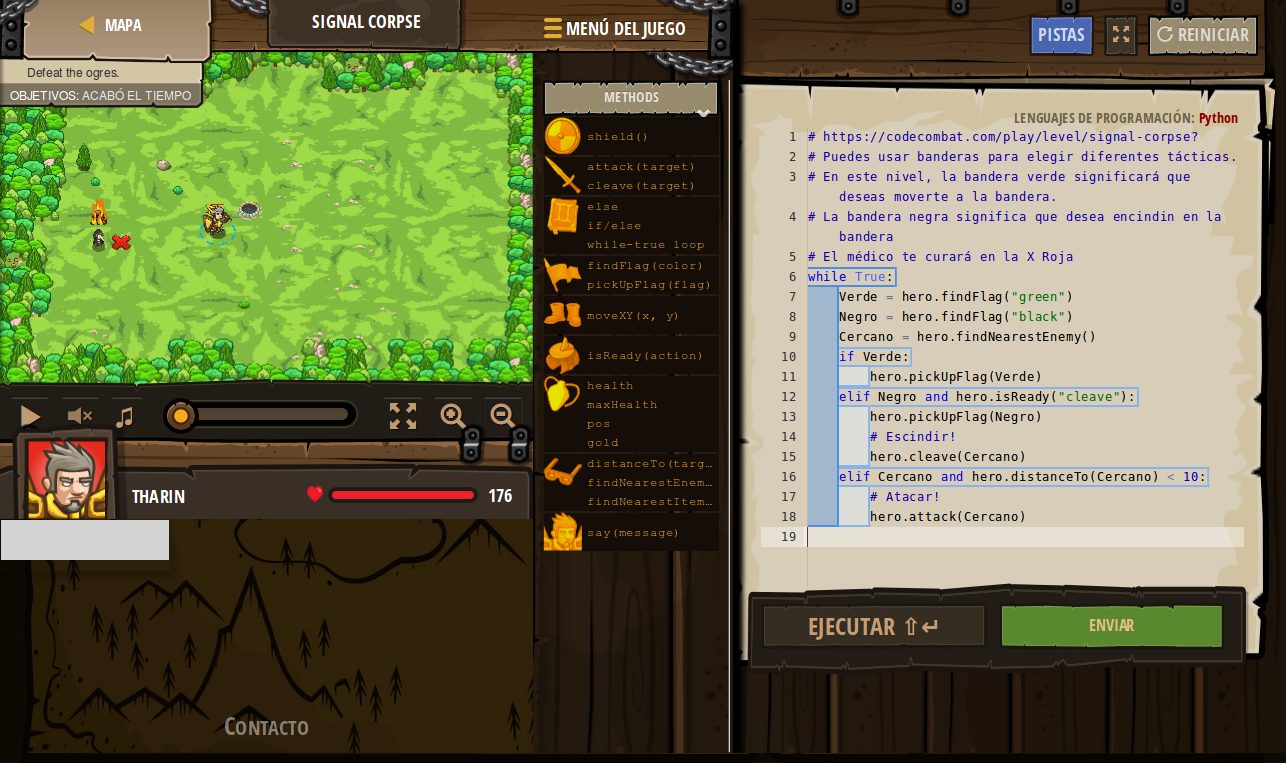 MAPA
SIGNAL CORPSE
MENÚ DEL JUEGO
PISTAS
REINICIAR
Defeat the ogres.
OBJETIVOS: ACABÓ EL TIEMPO
METHODS
shield()
attack(target)
cleave(target)
else
if/else
while-true loop
findFlag(color)
pickUpFlag(flag)
moveXY(x, y)
isReady(action)
health
maxHealth
pos
gold
distanceTo(targ…
findNearestEnem…
findNearestItem…
say(message)
THARIN
176
CONTACTO
LENGUAJES DE PROGRAMACIÓN: Python
1 # https://codecombat.com/play/level/signal-corpse?
2 # Puedes usar banderas para elegir diferentes tácticas.
3 # En este nivel, la bandera verde significará que
deseas moverte a la bandera.
4 # La bandera negra significa que desea encindin en la
bandera
5 # El médico te curará en la X Roja
6 while True:
7 Verde = hero.findFlag("green")
8 Negro = hero.findFlag("black")
9 Cercano = hero.findNearestEnemy()
10 if Verde:
11 hero.pickUpFlag(Verde)
12 elif Negro and hero.isReady("cleave"):
13 hero.pickUpFlag(Negro)
14 # Escindir!
15 hero.cleave(Cercano)
16 elif Cercano and hero.distanceTo(Cercano) < 10:
17 # Atacar!
18 hero.attack(Cercano)
19
EJECUTAR ⇧↵
ENVIAR